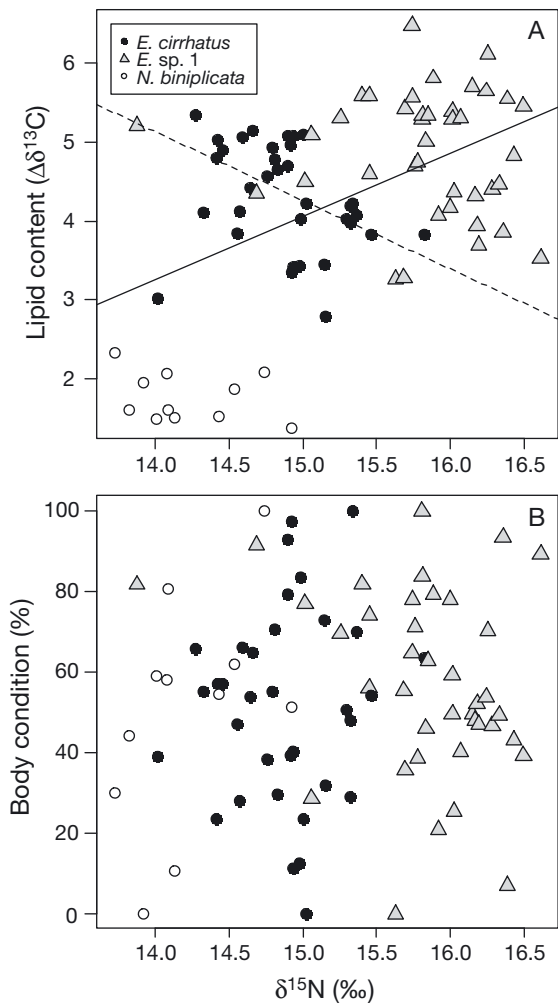 A
E. cirrhatus
E. sp. 1
N. biniplicata
Lipid content (Δδ¹³C)
6
5
4
3
2
14.0 14.5 15.0 15.5 16.0 16.5
B
Body condition (%)
100
80
60
40
20
0
14.0 14.5 15.0 15.5 16.0 16.5
δ¹⁵N (‰)